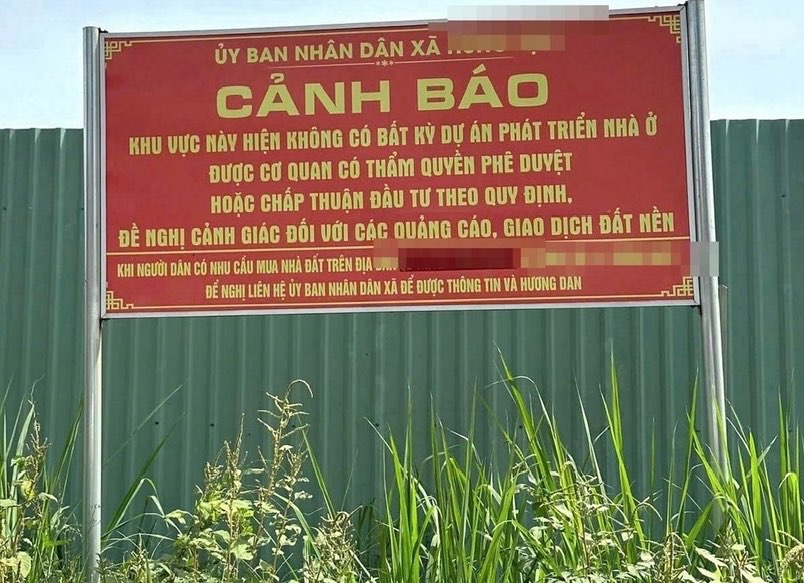 ỦY BAN NHÂN DÂN XÃ
***
CẢNH BÁO
KHU VỰC NÀY HIỆN KHÔNG CÓ BẤT KỲ DỰ ÁN PHÁT TRIỂN NHÀ Ở
ĐƯỢC CƠ QUAN CÓ THẨM QUYỀN PHÊ DUYỆT
HOẶC CHẤP THUẬN ĐẦU TƯ THEO QUY ĐỊNH,
ĐỀ NGHỊ CẢNH GIÁC ĐỐI VỚI CÁC QUẢNG CÁO, GIAO DỊCH ĐẤT NỀN
KHI NGƯỜI DÂN CÓ NHU CẦU MUA NHÀ ĐẤT TRÊN ĐỊA
ĐỀ NGHỊ LIÊN HỆ ỦY BAN NHÂN DÂN XÃ ĐỂ ĐƯỢC THÔNG TIN VÀ HƯƠNG DAN